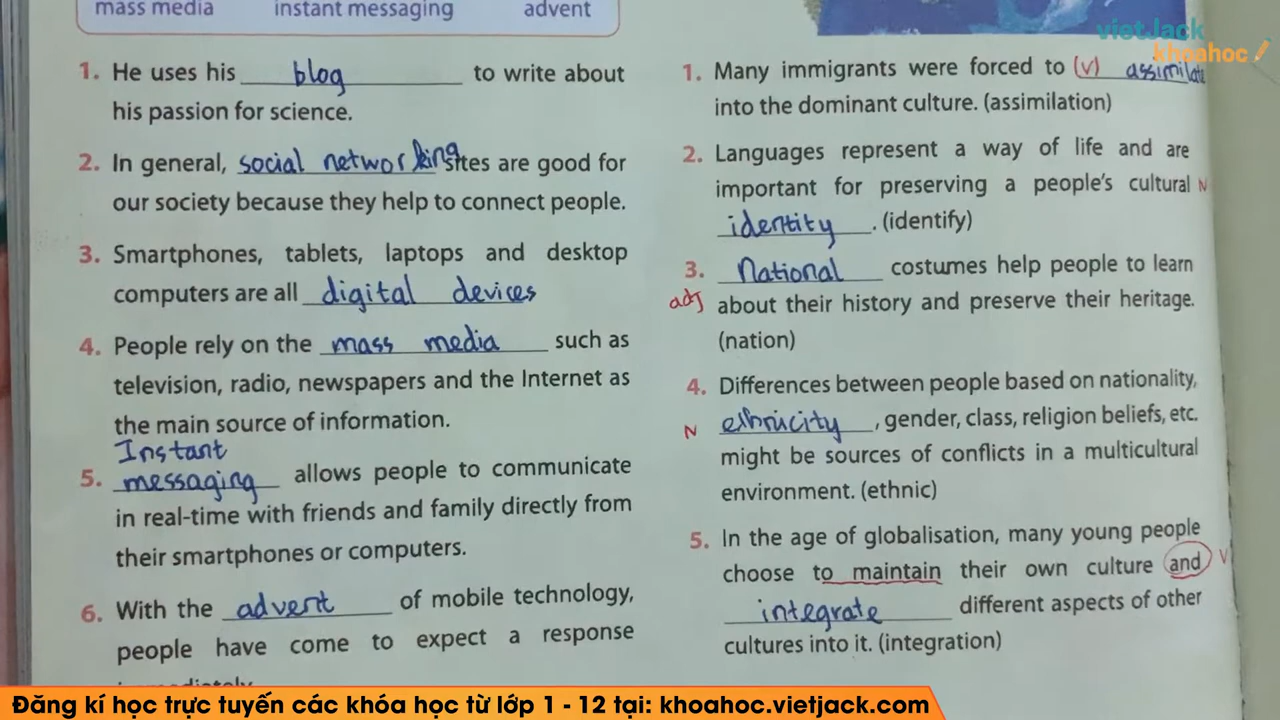 mass media instant messaging advent
1. He uses his blog to write about
his passion for science.
2. In general, social networking sites are good for
our society because they help to connect people.
3. Smartphones, tablets, laptops and desktop
computers are all digital devices
4. People rely on the mass media such as
television, radio, newspapers and the Internet as
the main source of information.
Instant
5. messaging allows people to communicate
in real-time with friends and family directly from
their smartphones or computers.
6. With the advent of mobile technology,
people have come to expect a response
vietJack
khoahoc
1. Many immigrants were forced to (v) assimilate
into the dominant culture. (assimilation)
2. Languages represent a way of life and are
important for preserving a people's cultural N
identity. (identify)
3. National costumes help people to learn
adj about their history and preserve their heritage.
(nation)
4. Differences between people based on nationality,
N ethnicity, gender, class, religion beliefs, etc.
might be sources of conflicts in a multicultural
environment. (ethnic)
5. In the age of globalisation, many young people
choose to maintain their own culture and V
integrate different aspects of other
cultures into it. (integration)
Đăng kí học trực tuyến các khóa học từ lớp 1 - 12 tại: khoahoc.vietjack.com